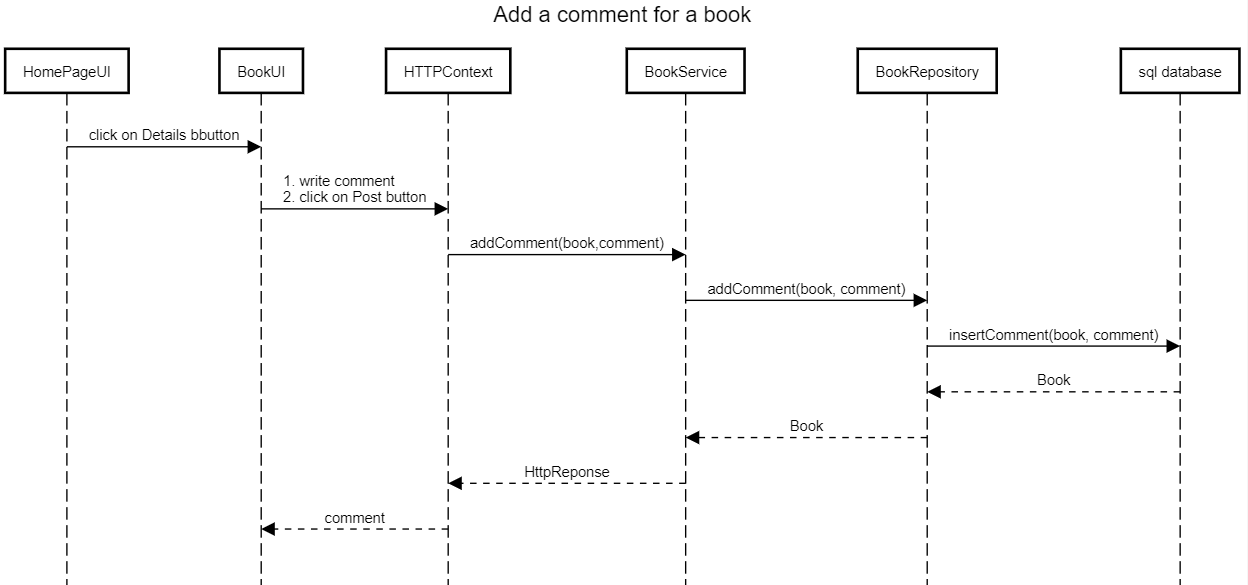 Add a comment for a book
HomePageUI
BookUI
HTTPContext
BookService
BookRepository
sql database
click on Details bbutton
1. write comment
2. click on Post button
addComment(book,comment)
addComment(book, comment)
insertComment(book, comment)
Book
Book
HttpReponse
comment